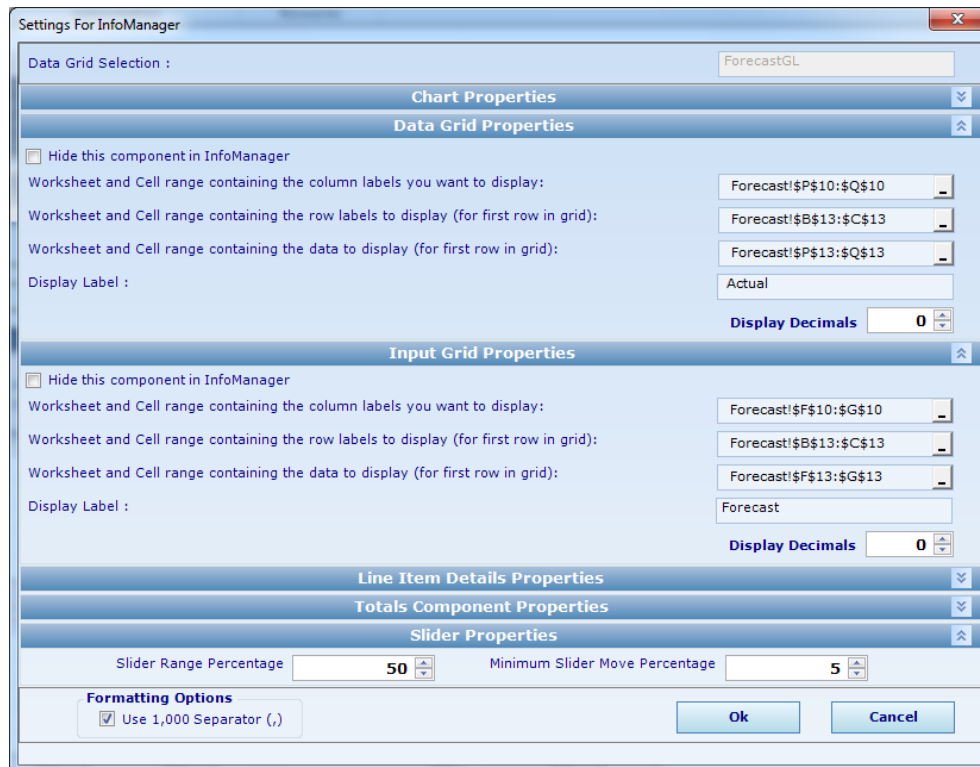 Settings For InfoManager
Data Grid Selection : ForecastGL
Chart Properties
Data Grid Properties
Hide this component in InfoManager
Worksheet and Cell range containing the column labels you want to display: Forecast!$P$10:$Q$10
Worksheet and Cell range containing the row labels to display (for first row in grid): Forecast!$B$13:$C$13
Worksheet and Cell range containing the data to display (for first row in grid): Forecast!$P$13:$Q$13
Display Label : Actual
Display Decimals 0
Input Grid Properties
Hide this component in InfoManager
Worksheet and Cell range containing the column labels you want to display: Forecast!$F$10:$G$10
Worksheet and Cell range containing the row labels to display (for first row in grid): Forecast!$B$13:$C$13
Worksheet and Cell range containing the data to display (for first row in grid): Forecast!$F$13:$G$13
Display Label : Forecast
Display Decimals 0
Line Item Details Properties
Totals Component Properties
Slider Properties
Slider Range Percentage 50 Minimum Slider Move Percentage 5
Formatting Options
Use 1,000 Separator (,) Ok Cancel